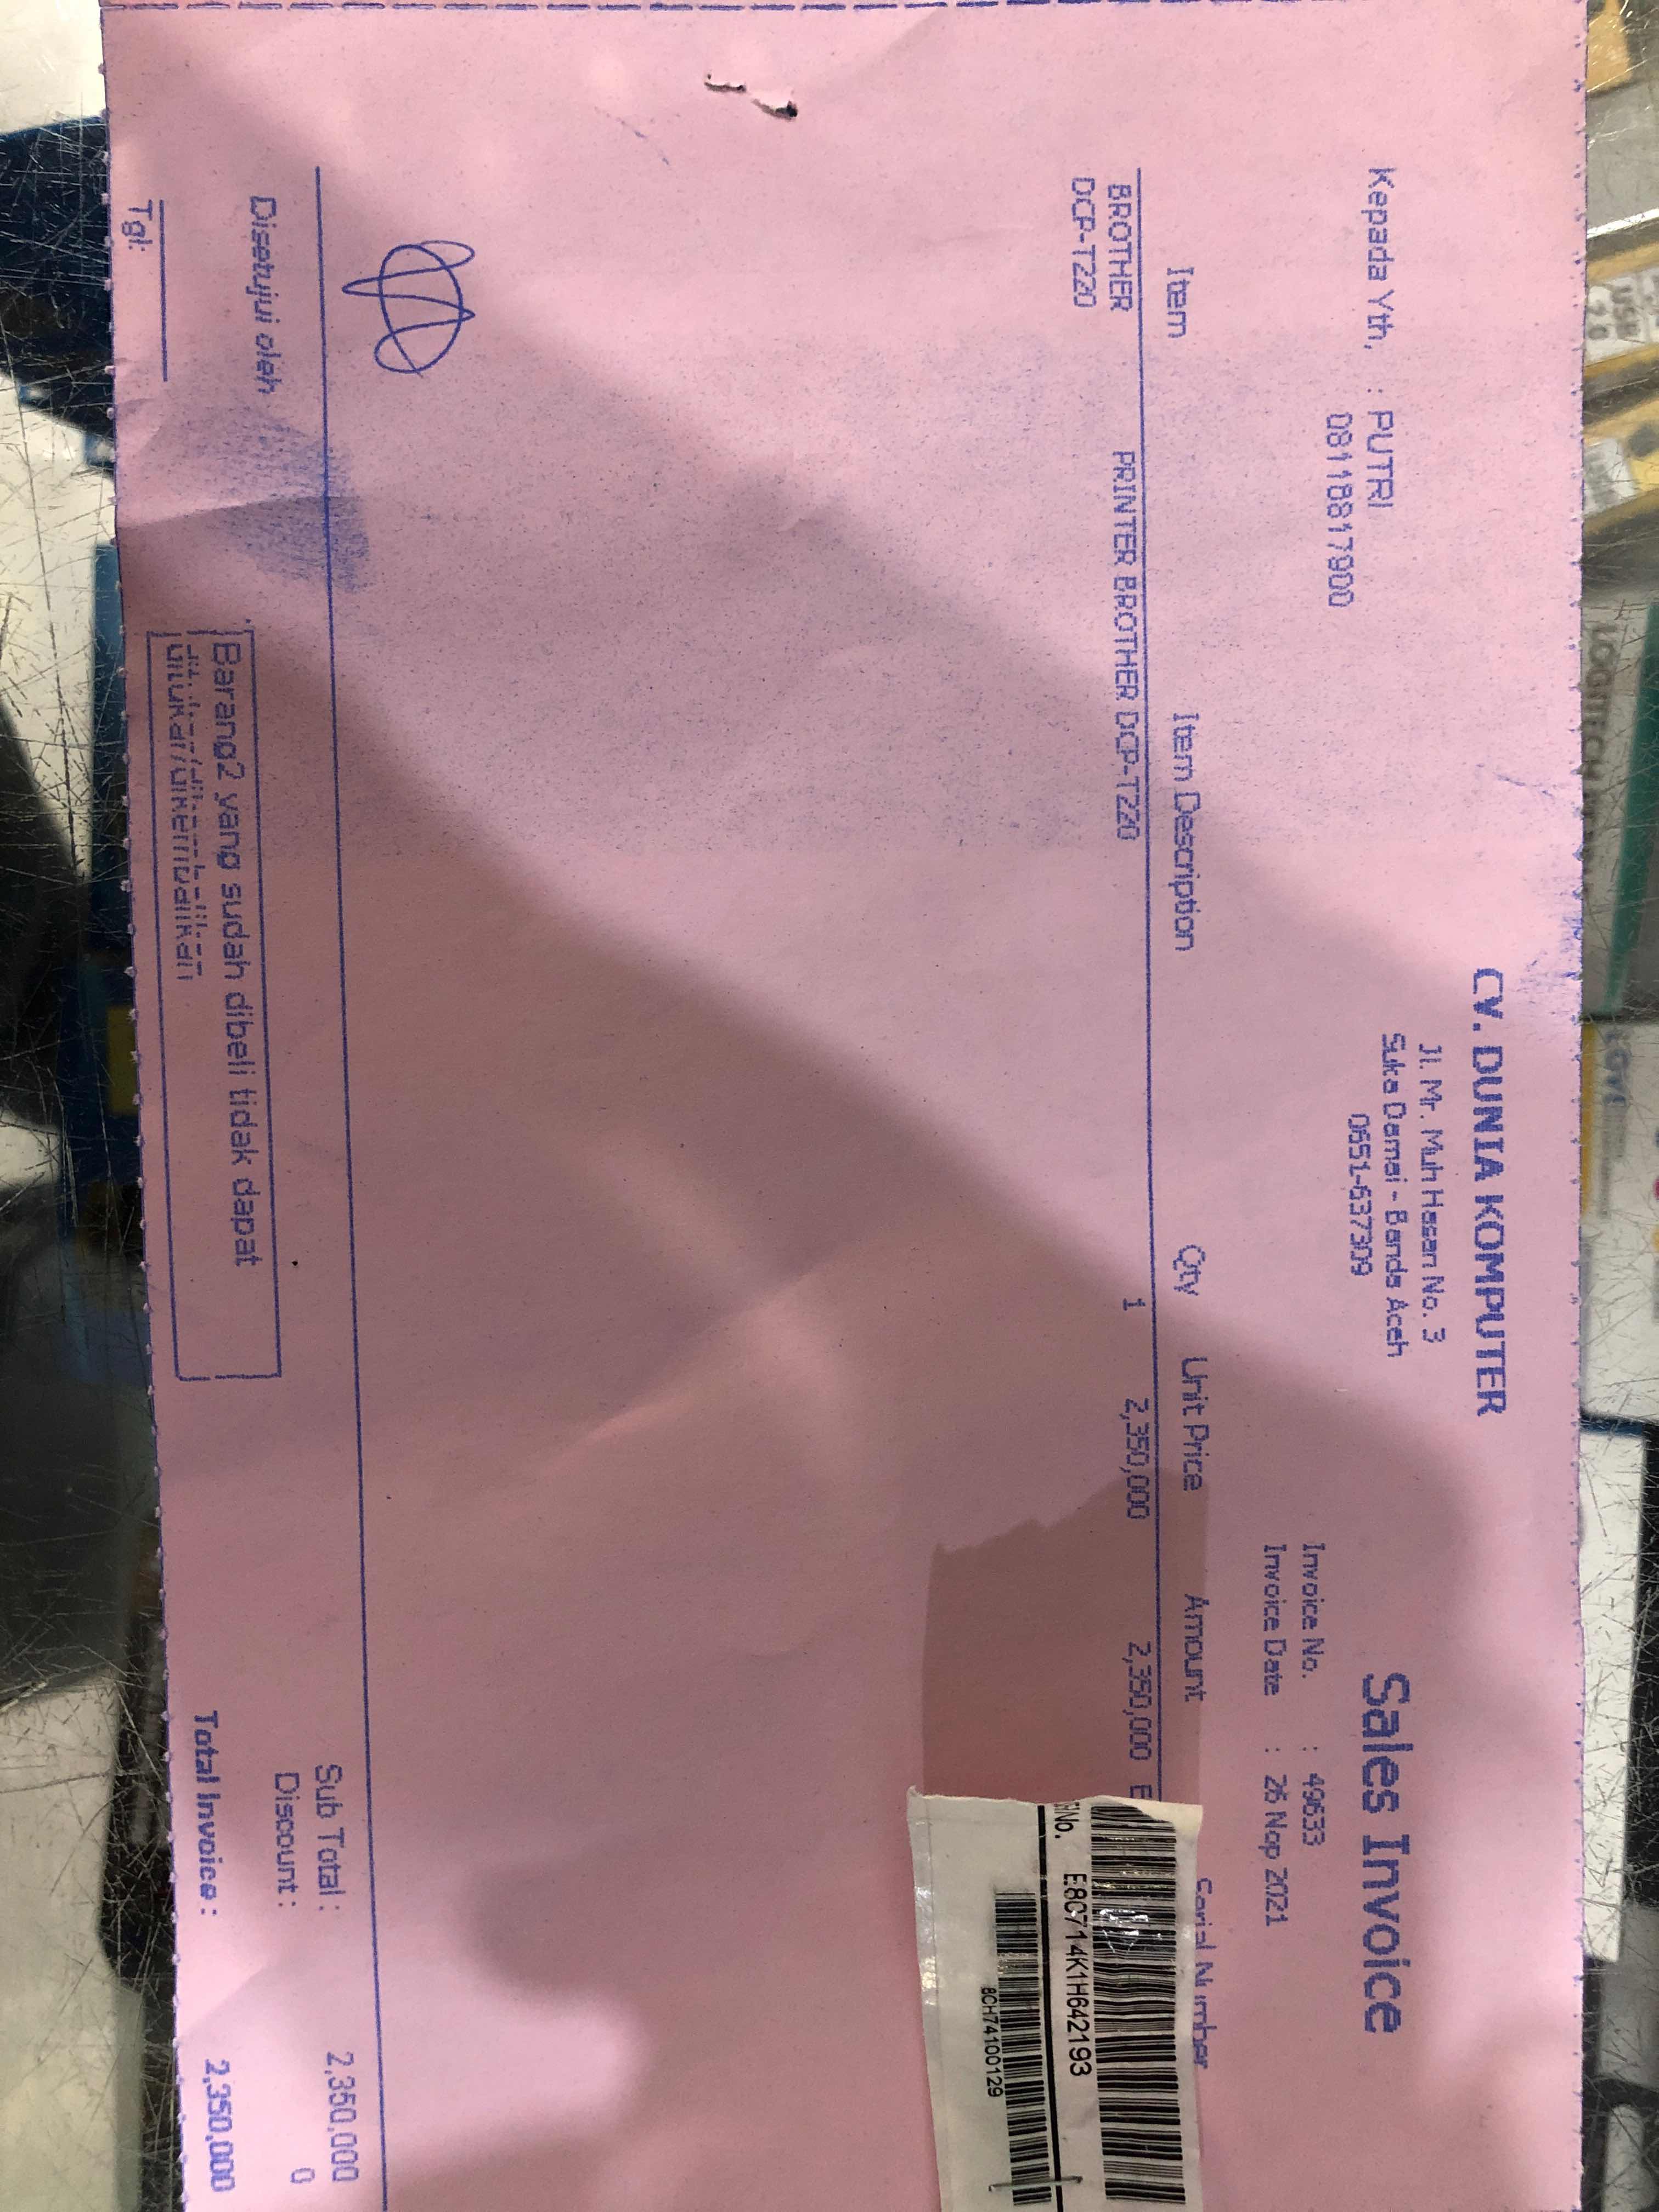 CV. DUNIA KOMPUTER
Jl. Mr. Muh Hasan No. 3
Suka Damai - Banda Aceh
0651-637309
Sales Invoice
Kepada Yth, : PUTRI
08118817900
Invoice No. : 49633
Invoice Date : 26 Nop 2021
Item Item Description Qty Unit Price Amount Serial Number
BROTHER PRINTER BROTHER DCP-T220 1 2,350,000 2,350,000 E
DCP-T220
No. E80714K1H642193
8CH74100129
Disetujui oleh
Tgl:
Barang2 yang sudah dibeli tidak dapat
ditukar/dikembalikan
Sub Total : 2,350,000
Discount : 0
Total Invoice : 2,350,000